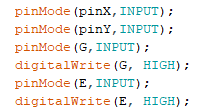 pinMode(pinX,INPUT);
pinMode(pinY,INPUT);
pinMode(G,INPUT);
digitalWrite(G, HIGH);
pinMode(E,INPUT);
digitalWrite(E, HIGH);